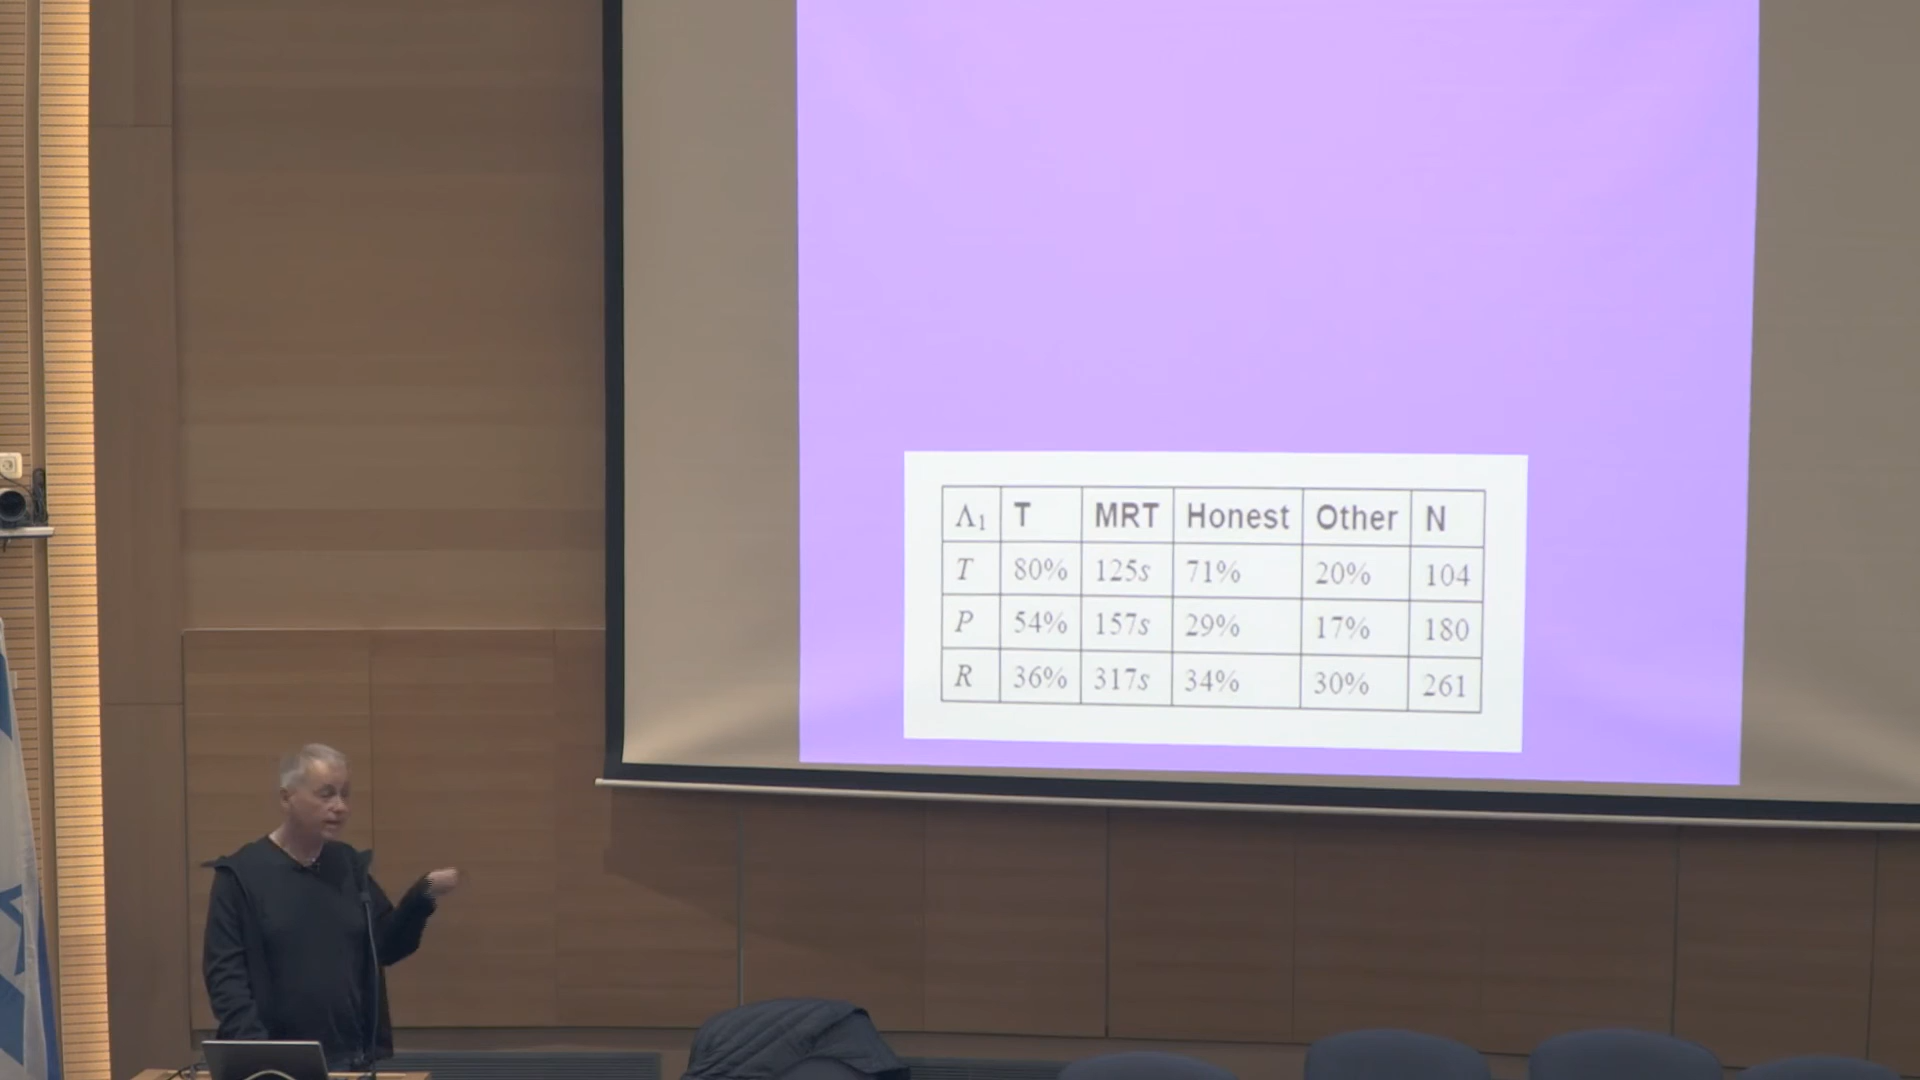 Λ₁ T MRT Honest Other N
T 80% 125s 71% 20% 104
P 54% 157s 29% 17% 180
R 36% 317s 34% 30% 261